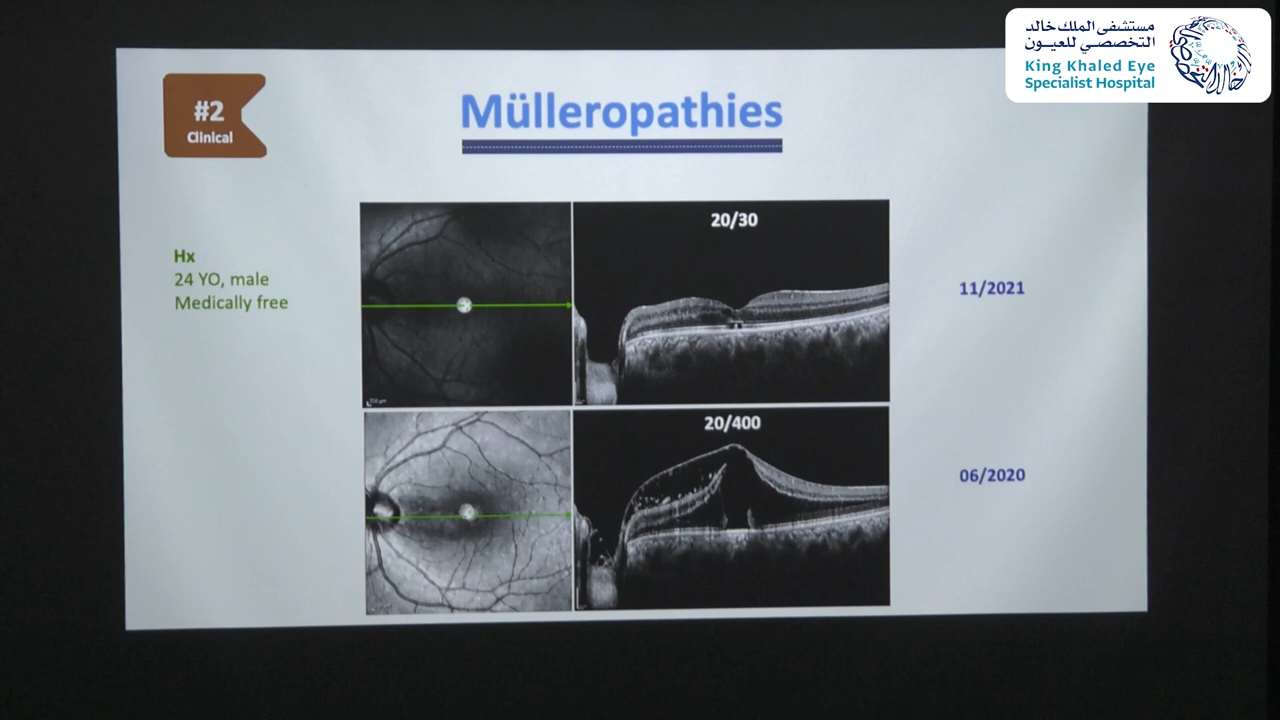 مستشفى الملك خالد
التخصصي للعيون
King Khaled Eye
Specialist Hospital
#2
Clinical
Mülleropathies
Hx
24 YO, male
Medically free
20/30
11/2021
20/400
06/2020